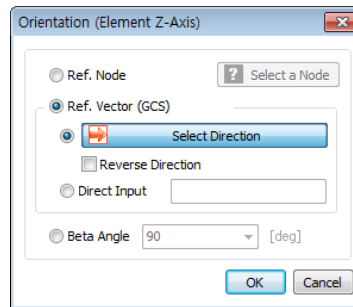 Orientation (Element Z-Axis)
Ref. Node
? Select a Node
Ref. Vector (GCS)
Select Direction
Reverse Direction
Direct Input
Beta Angle 90 [deg]
OK Cancel